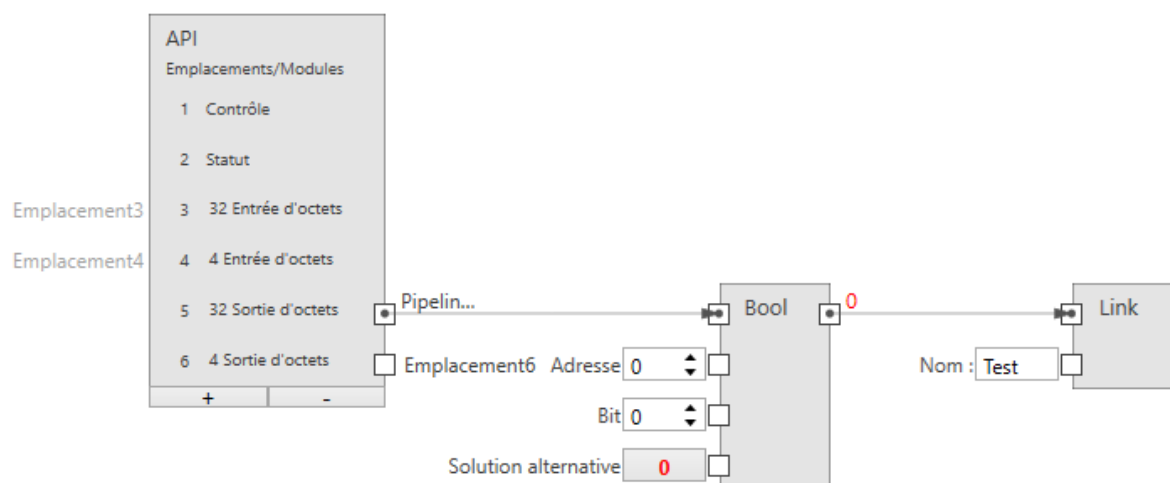 API
Emplacements/Modules
1 Contrôle
2 Statut
Emplacement3 3 32 Entrée d'octets
Emplacement4 4 4 Entrée d'octets
5 32 Sortie d'octets Pipelin... Bool 0 Link
6 4 Sortie d'octets Emplacement6 Adresse 0 Nom : Test
+ -
Bit 0
Solution alternative 0